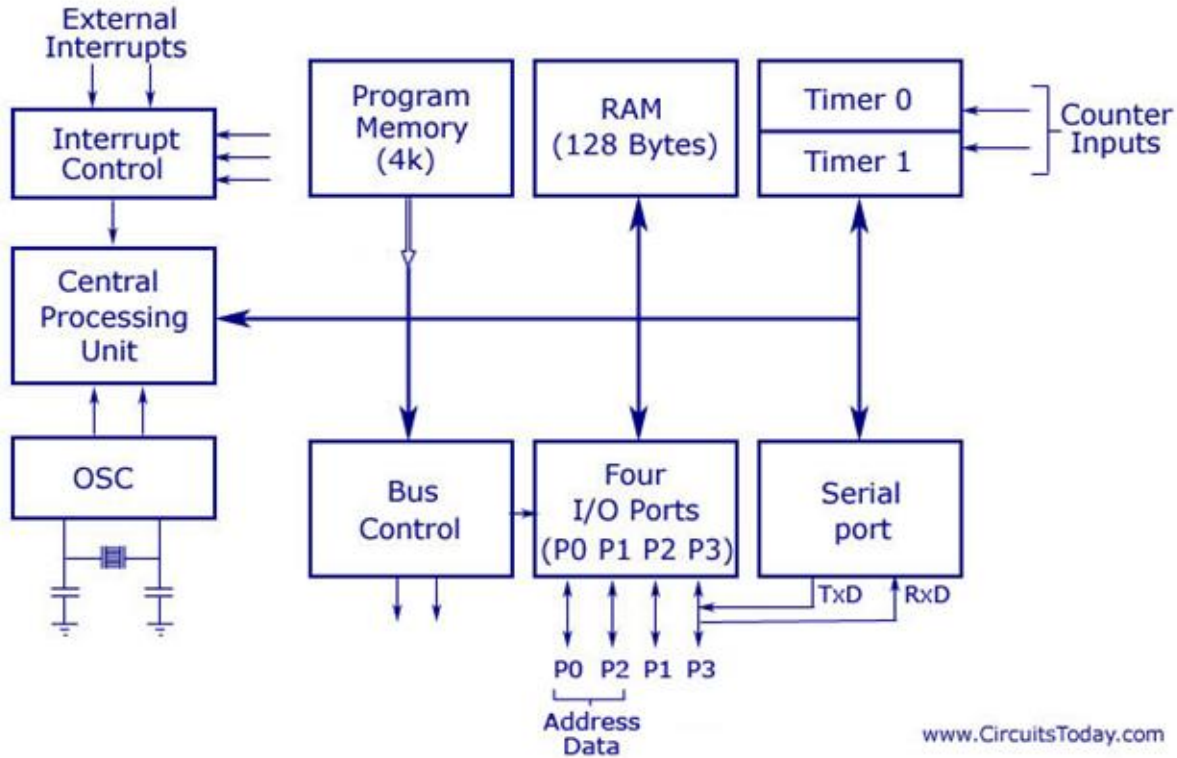 External
Interrupts
Interrupt
Control
Program
Memory
(4k)
RAM
(128 Bytes)
Timer 0
Timer 1
Counter
Inputs
Central
Processing
Unit
OSC
Bus
Control
Four
I/O Ports
(P0 P1 P2 P3)
Serial
port
TxD
RxD
P0
P2
P1
P3
Address
Data
www.CircuitsToday.com